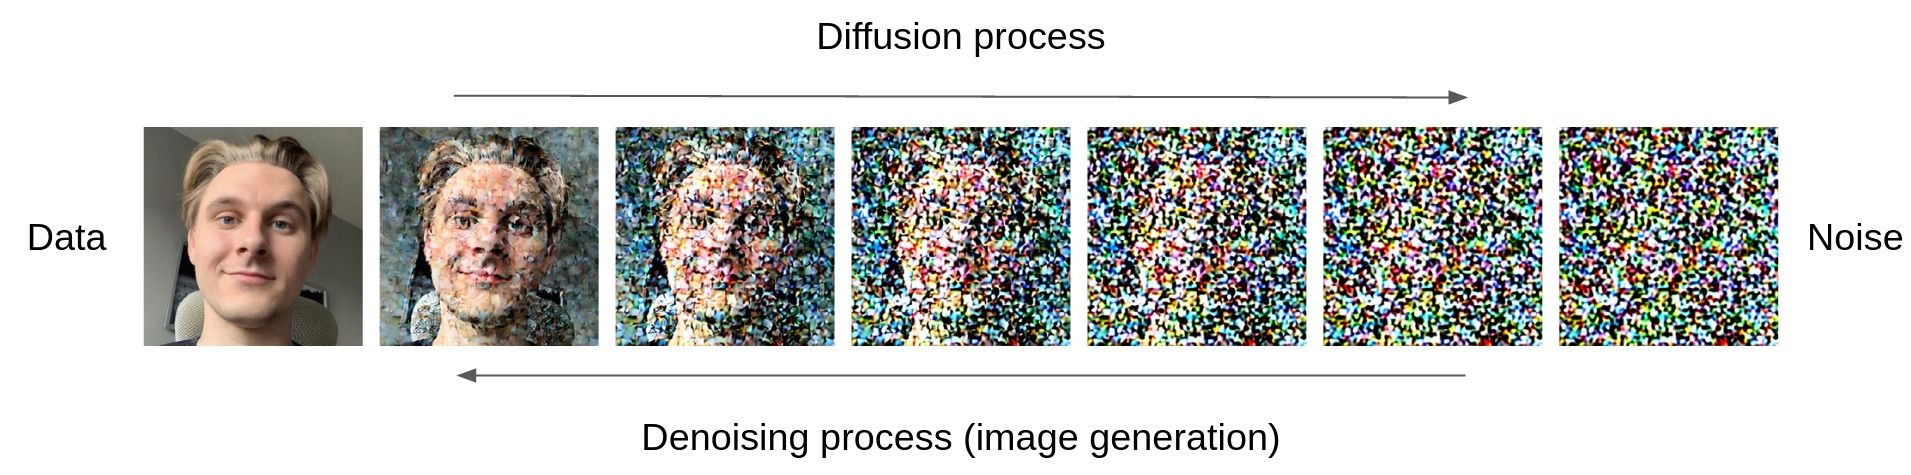 Diffusion process
Data
Noise
Denoising process (image generation)